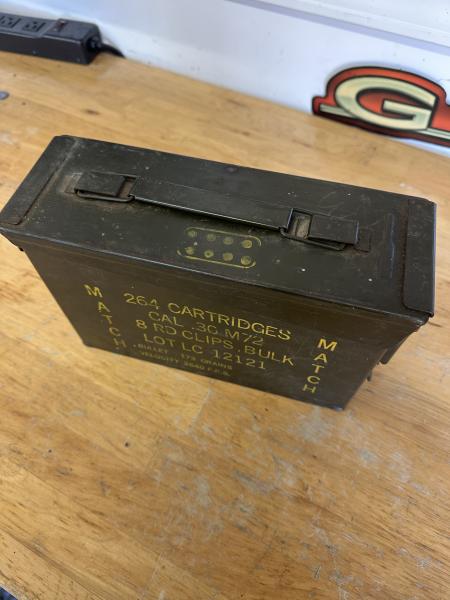 G
264 CARTRIDGES
CAL .30 M72
8 RD CLIPS, BULK
LOT LC 12121
BULLET 173 GRAINS
VELOCITY 2640 F.P.S.
MATCH
MATCH